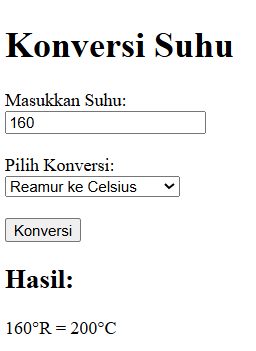 Konversi Suhu
Masukkan Suhu:
160
Pilih Konversi:
Reamur ke Celsius
Konversi
Hasil:
160°R = 200°C